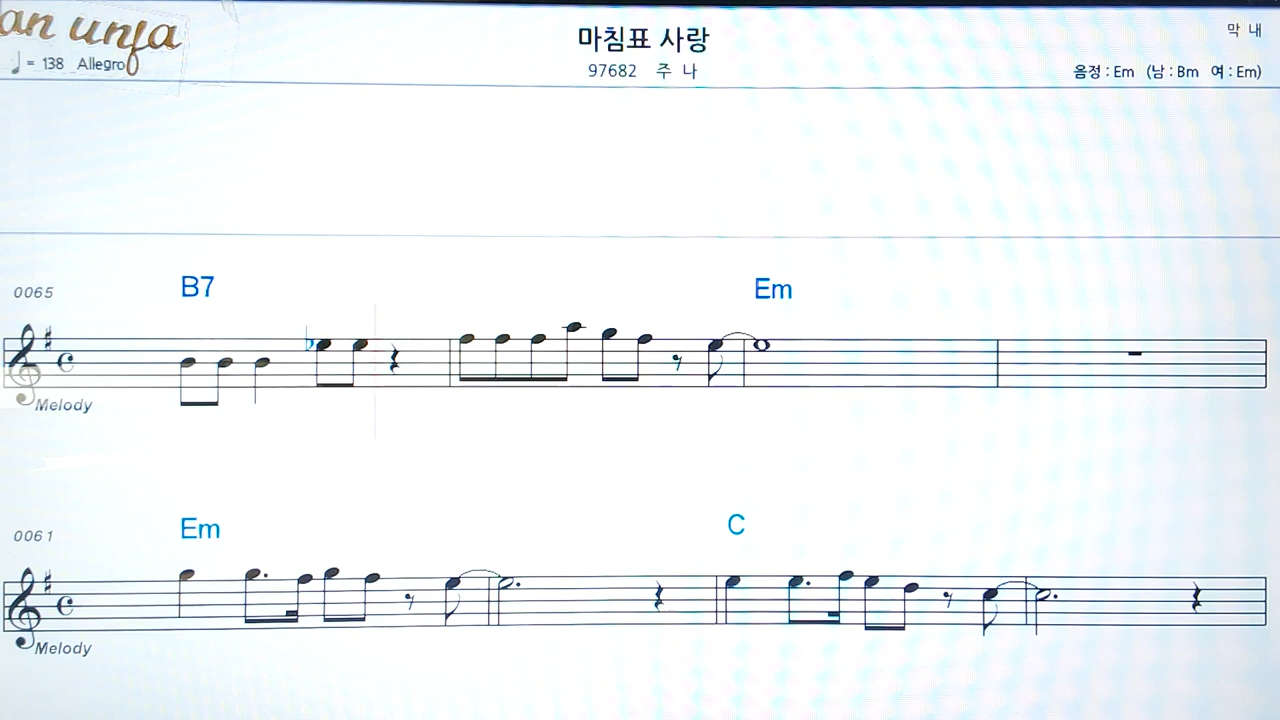 an unfa
마침표 사랑
막 내
♩ = 138 Allegro
97682 주 나
음정 : Em (남 : Bm 여 : Em)
0065 B7 Em
Melody
0061 Em C
Melody